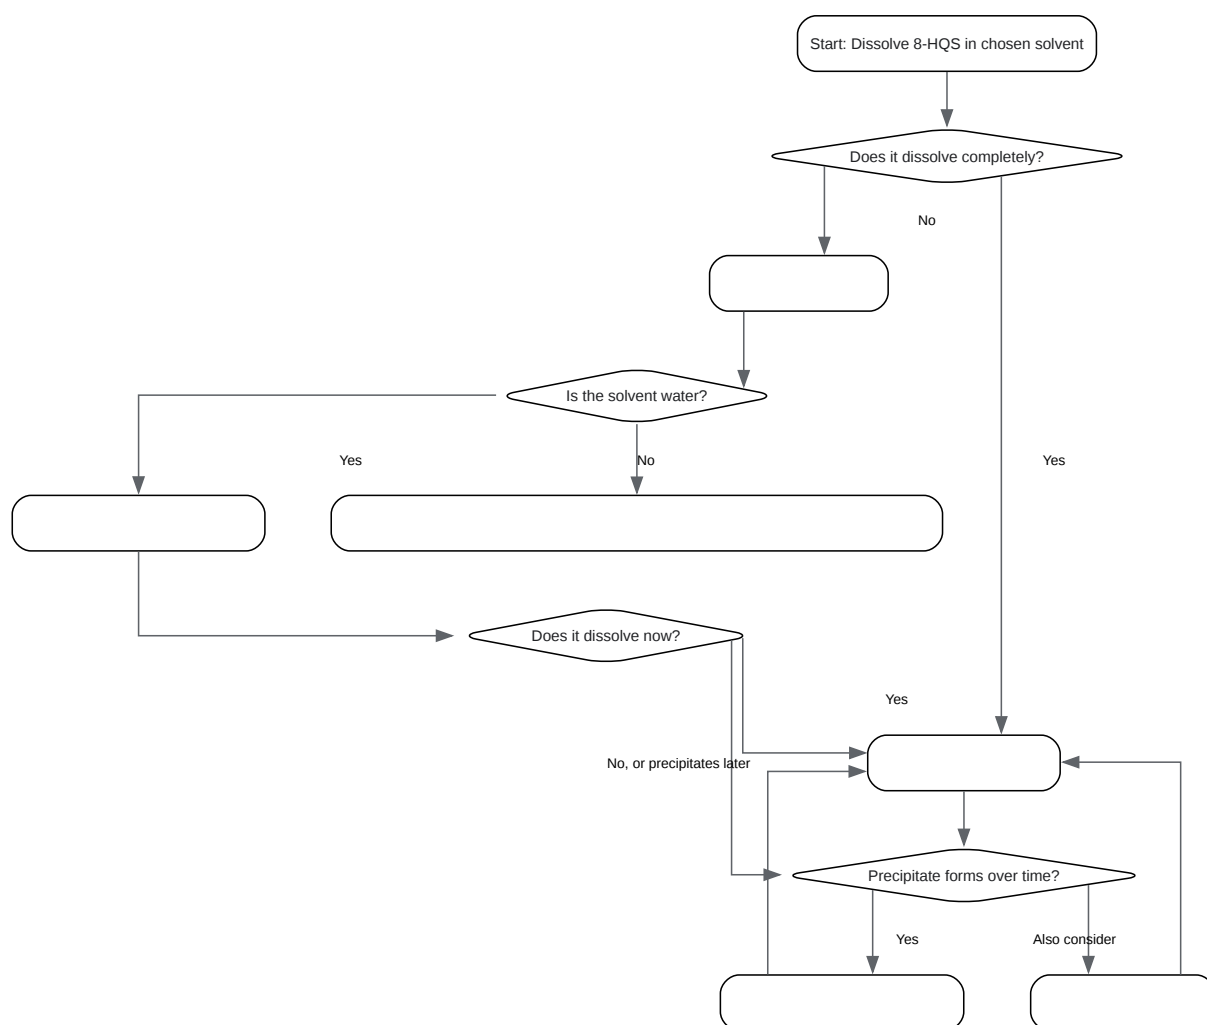 Start: Dissolve 8-HQS in chosen solvent
Does it dissolve completely?
No
Is the solvent water?
Yes
No
Yes
Does it dissolve now?
Yes
No, or precipitates later
Precipitate forms over time?
Yes
Also consider